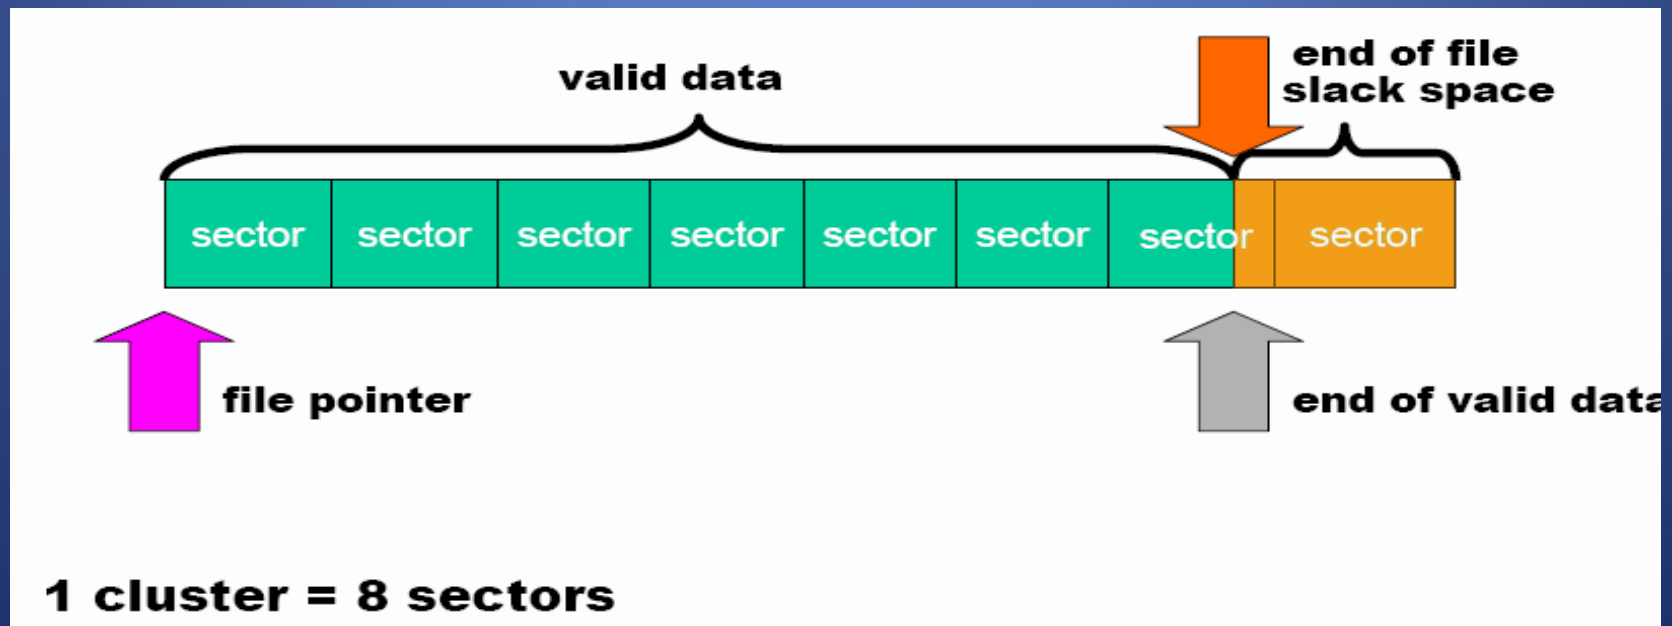 valid data
end of file
slack space
sector sector sector sector sector sector sector sector
file pointer
end of valid data
1 cluster = 8 sectors